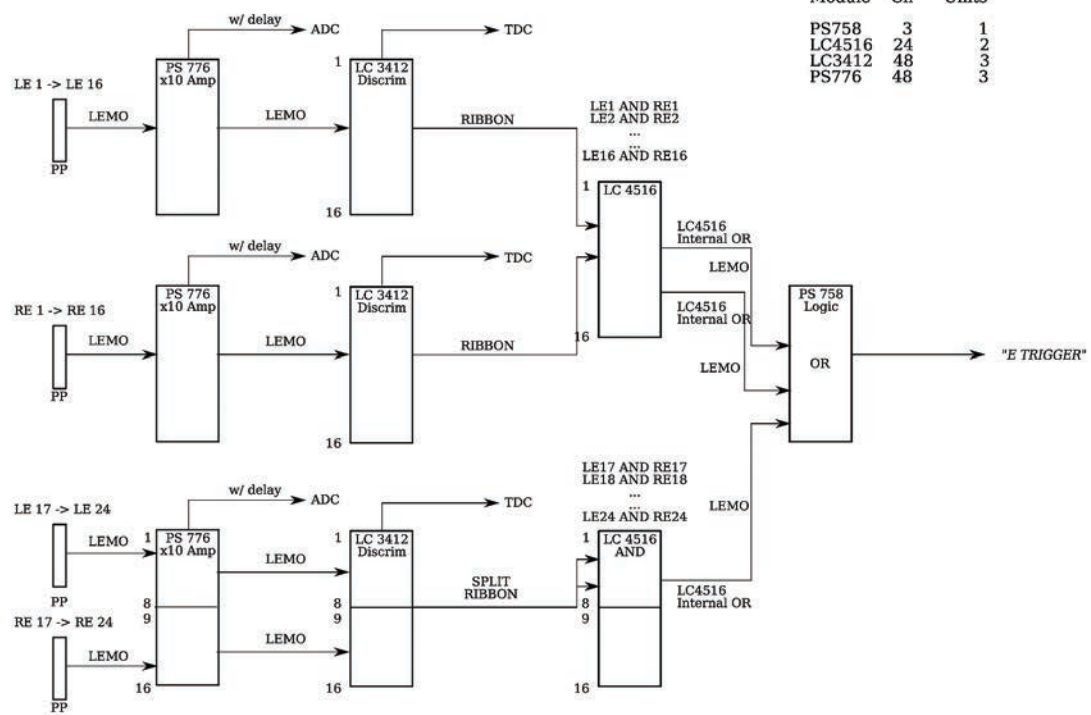 Module Ch Units
PS758 3 1
LC4516 24 2
LC3412 48 3
PS776 48 3
w/ delay
ADC
TDC
LE 1 -> LE 16
LEMO
PP
PS 776
x10 Amp
LEMO
1
LC 3412
Discrim
16
RIBBON
LE1 AND RE1
LE2 AND RE2
...
...
LE16 AND RE16
1
LC 4516
16
LC4516
Internal OR
LEMO
LC4516
Internal OR
LEMO
w/ delay
ADC
TDC
RE 1 -> RE 16
LEMO
PP
PS 776
x10 Amp
LEMO
1
LC 3412
Discrim
16
RIBBON
PS 758
Logic
OR
"E TRIGGER"
w/ delay
ADC
TDC
LE 17 -> LE 24
LEMO
PP
RE 17 -> RE 24
LEMO
PP
1
PS 776
x10 Amp
8
9
16
LEMO
LEMO
1
LC 3412
Discrim
8
9
16
SPLIT
RIBBON
LE17 AND RE17
LE18 AND RE18
...
...
LE24 AND RE24
1
LC 4516
AND
8
9
16
LC4516
Internal OR
LEMO